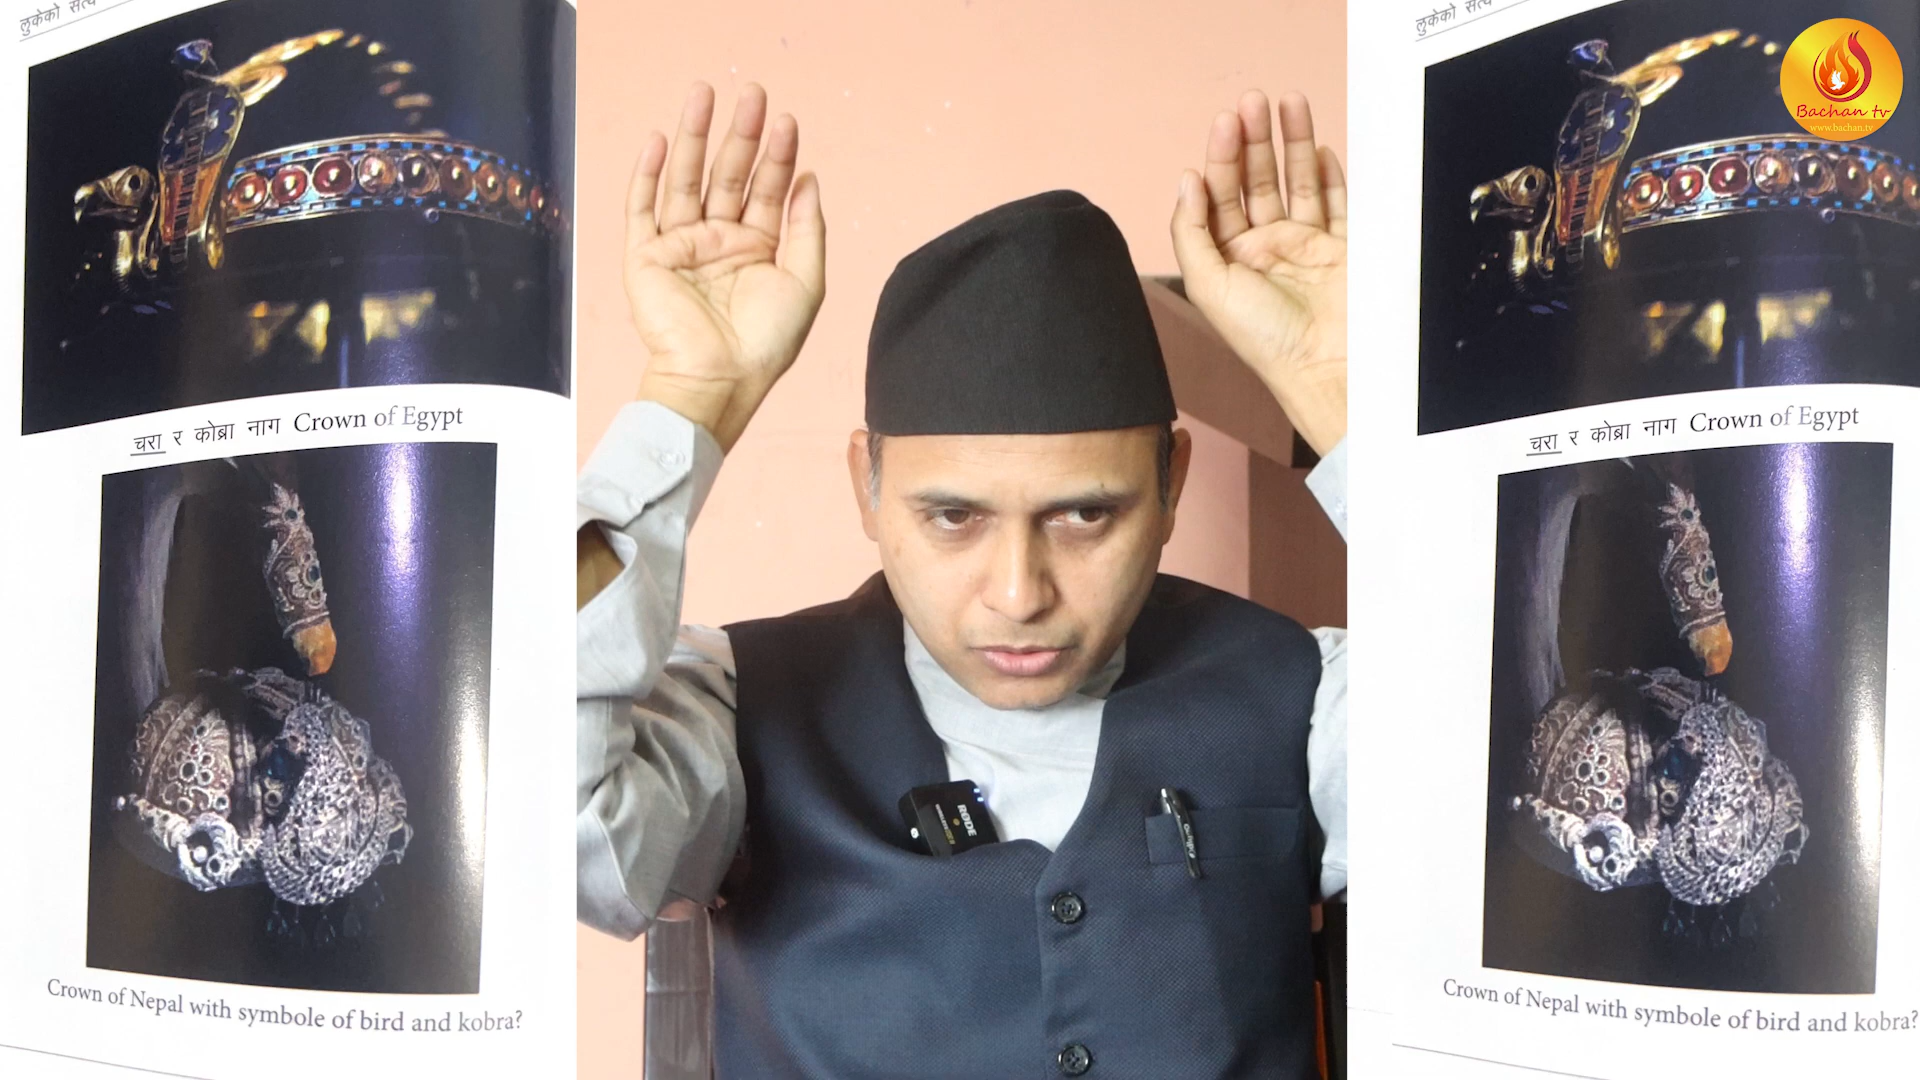 लुकेको सत्य
चरा र कोब्रा नाग Crown of Egypt
Crown of Nepal with symbole of bird and kobra?
RØDE
लुकेको सत्य
Bachan tv
www.bachan.tv
चरा र कोब्रा नाग Crown of Egypt
Crown of Nepal with symbole of bird and kobra?